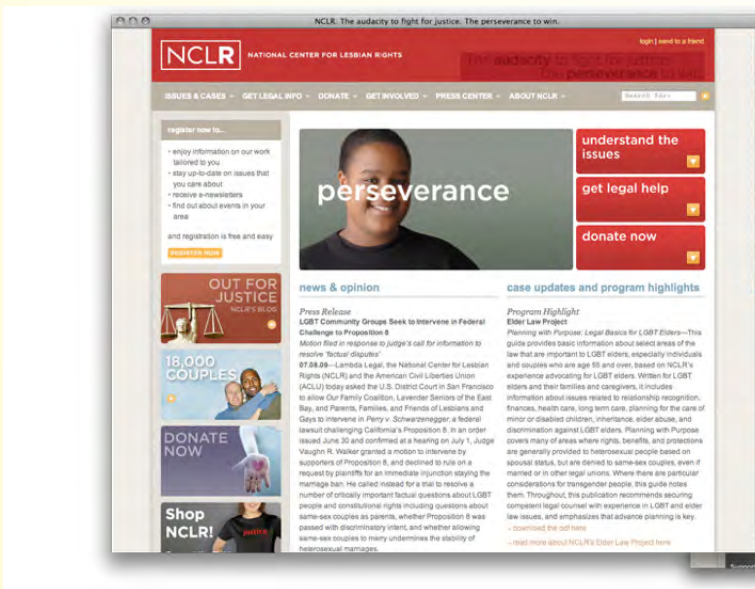 NCLR: The audacity to fight for justice. The perseverance to win.
login | send to a friend
NCLR NATIONAL CENTER FOR LESBIAN RIGHTS
The audacity to fight for justice.
The perseverance to win.
ISSUES & CASES GET LEGAL INFO DONATE GET INVOLVED PRESS CENTER ABOUT NCLR Search for:
register now to...
- enjoy information on our work
tailored to you
- stay up-to-date on issues that
you care about
- receive e-newsletters
- find out about events in your
area
and registration is free and easy
REGISTER NOW
OUT FOR
JUSTICE
NCLR'S BLOG
18,000
COUPLES
DONATE
NOW
Shop
NCLR!
justice
perseverance
understand the
issues
get legal help
donate now
news & opinion
Press Release
LGBT Community Groups Seek to Intervene in Federal
Challenge to Proposition 8
Motion filed in response to judge's call for information to
resolve 'factual disputes'
07.08.09—Lambda Legal, the National Center for Lesbian
Rights (NCLR) and the American Civil Liberties Union
(ACLU) today asked the U.S. District Court in San Francisco
to allow Our Family Coalition, Lavender Seniors of the East
Bay, and Parents, Families, and Friends of Lesbians and
Gays to intervene in Perry v. Schwarzenegger, a federal
lawsuit challenging California's Proposition 8. In an order
issued June 30 and confirmed at a hearing on July 1, Judge
Vaughn R. Walker granted a motion to intervene by
supporters of Proposition 8, and declined to rule on a
request by plaintiffs for an immediate injunction staying the
marriage ban. He called instead for a trial to resolve a
number of critically important factual questions about LGBT
people and constitutional rights including questions about
same-sex couples as parents, whether Proposition 8 was
passed with discriminatory intent, and whether allowing
same-sex couples to marry undermines the stability of
heterosexual marriages.
case updates and program highlights
Program Highlight
Elder Law Project
Planning with Purpose: Legal Basics for LGBT Elders—This
guide provides basic information about select areas of the
law that are important to LGBT elders, especially individuals
and couples who are age 55 and over, based on NCLR's
experience advocating for LGBT elders. Written for LGBT
elders and their families and caregivers, it includes
information about issues related to relationship recognition,
finances, health care, long term care, planning for the care of
minor or disabled children, inheritance, elder abuse, and
discrimination against LGBT elders. Planning with Purpose
covers many of areas where rights, benefits, and protections
are generally provided to heterosexual people based on
spousal status, but are denied to same-sex couples, even if
married or in other legal unions. Where there are particular
considerations for transgender people, this guide notes
them. Throughout, this publication recommends securing
competent legal counsel with experience in LGBT and elder
law issues, and emphasizes that advance planning is key.
- download the pdf here
- read more about NCLR's Elder Law Project here